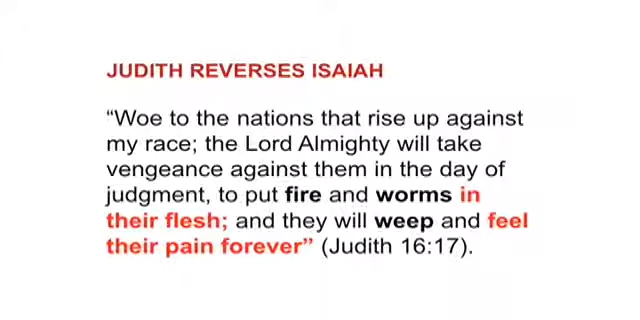 JUDITH REVERSES ISAIAH
“Woe to the nations that rise up against
my race; the Lord Almighty will take
vengeance against them in the day of
judgment, to put fire and worms in
their flesh; and they will weep and feel
their pain forever” (Judith 16:17).